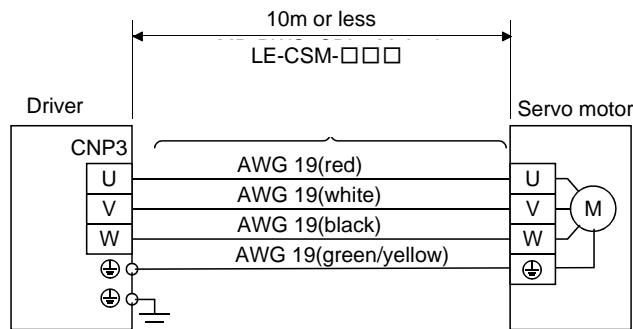 10m or less
LE-CSM-□□□
Driver
Servo motor
CNP3
AWG 19(red)
U
U
AWG 19(white)
V
V
M
AWG 19(black)
W
W
AWG 19(green/yellow)